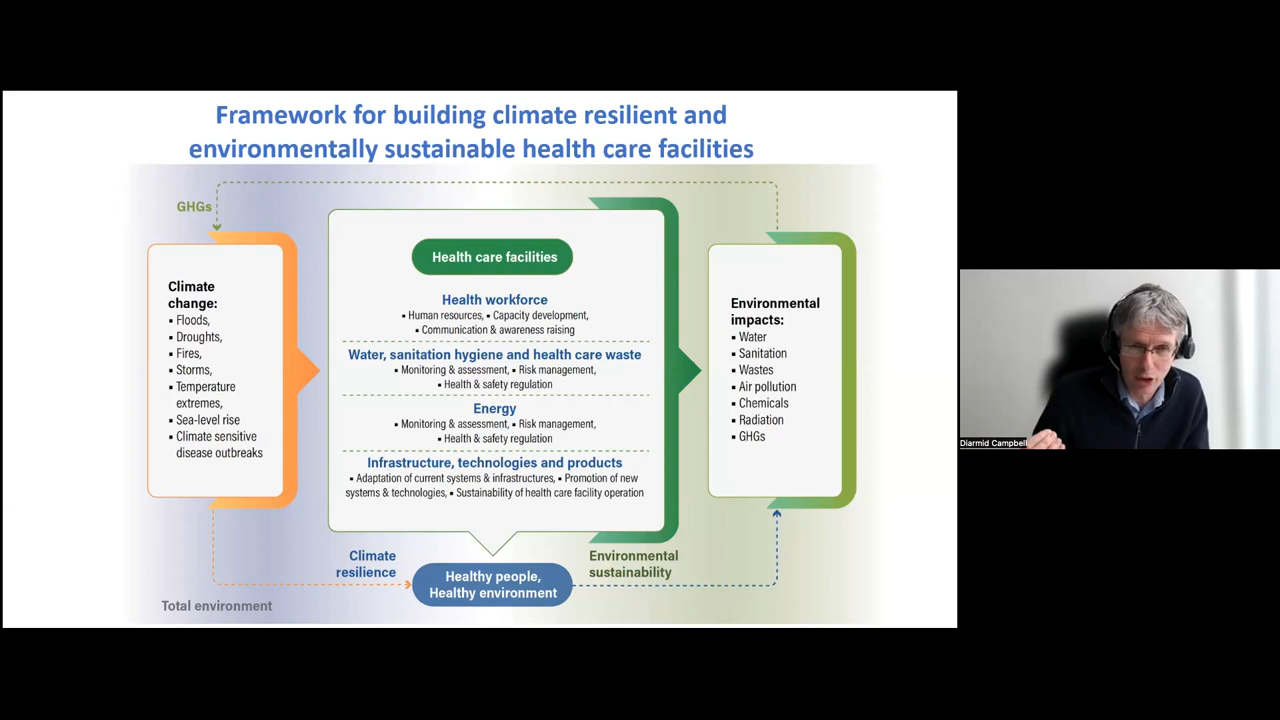 Framework for building climate resilient and
environmentally sustainable health care facilities
GHGs
Climate
change:
▪ Floods,
▪ Droughts,
▪ Fires,
▪ Storms,
▪ Temperature
extremes,
▪ Sea-level rise
▪ Climate sensitive
disease outbreaks
Health care facilities
Health workforce
▪ Human resources, ▪ Capacity development,
▪ Communication & awareness raising
Water, sanitation hygiene and health care waste
▪ Monitoring & assessment, ▪ Risk management,
▪ Health & safety regulation
Energy
▪ Monitoring & assessment, ▪ Risk management,
▪ Health & safety regulation
Infrastructure, technologies and products
▪ Adaptation of current systems & infrastructures, ▪ Promotion of new
systems & technologies, ▪ Sustainability of health care facility operation
Environmental
impacts:
▪ Water
▪ Sanitation
▪ Wastes
▪ Air pollution
▪ Chemicals
▪ Radiation
▪ GHGs
Climate
resilience
Healthy people,
Healthy environment
Environmental
sustainability
Total environment
Diarmid Campbell